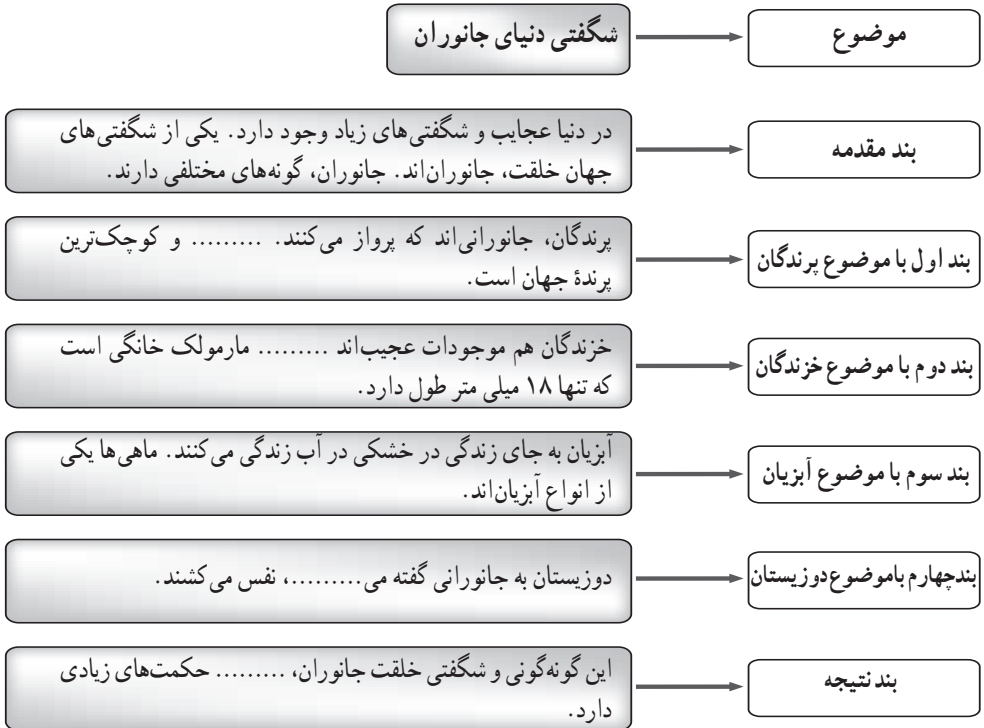 موضوع
شگفتی دنیای جانوران
بند مقدمه
در دنیا عجایب و شگفتی‌های زیاد وجود دارد. یکی از شگفتی‌های
جهان خلقت، جانوران‌اند. جانوران، گونه‌های مختلفی دارند.
بند اول با موضوع پرندگان
پرندگان، جانورانی‌اند که پرواز می‌کنند. ......... و کوچک‌ترین
پرندهٔ جهان است.
بند دوم با موضوع خزندگان
خزندگان هم موجودات عجیب‌اند ......... مارمولک خانگی است
که تنها ۱۸ میلی متر طول دارد.
بند سوم با موضوع آبزیان
آبزیان به جای زندگی در خشکی در آب زندگی می‌کنند. ماهی‌ها یکی
از انواع آبزیان‌اند.
بندچهارم باموضوع دوزیستان
دوزیستان به جانورانی گفته می.........، نفس می‌کشند.
بند نتیجه
این گونه‌گونی و شگفتی خلقت جانوران، ......... حکمت‌های زیادی
دارد.